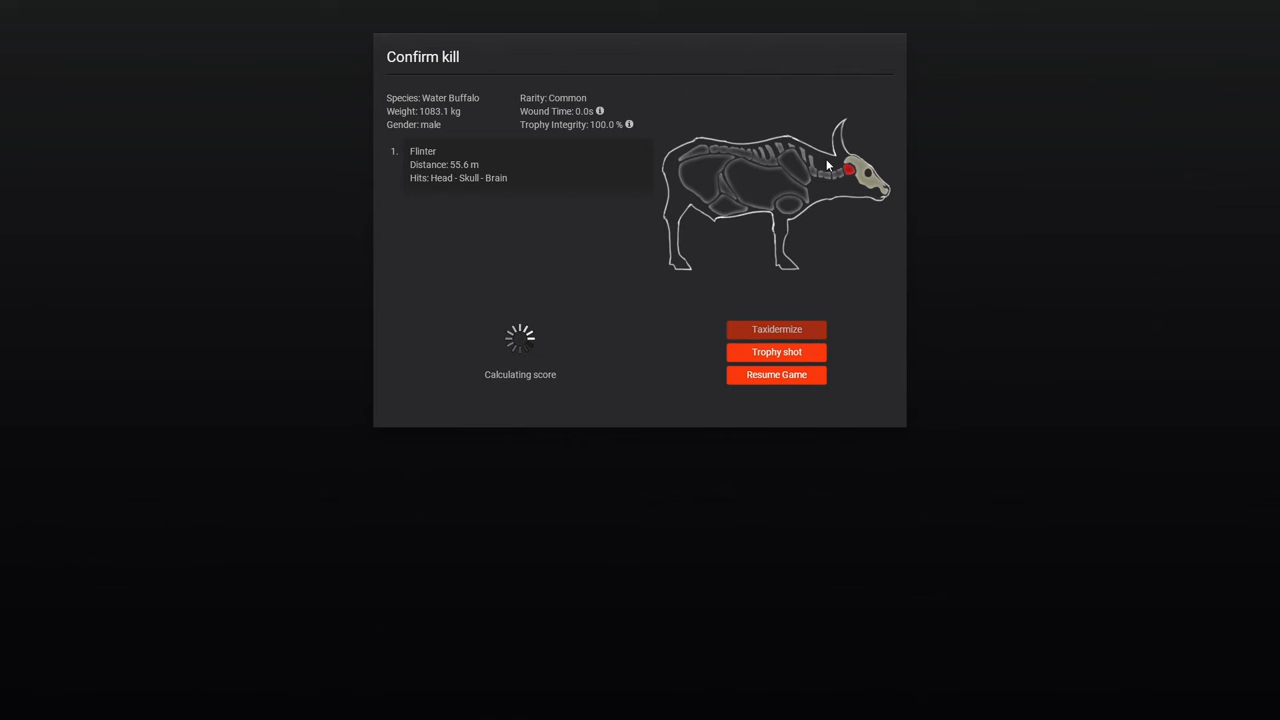 Confirm kill
Species: Water Buffalo
Weight: 1083.1 kg
Gender: male
Rarity: Common
Wound Time: 0.0s
Trophy Integrity: 100.0 %
1.
Flinter
Distance: 55.6 m
Hits: Head - Skull - Brain
Calculating score
Taxidermize
Trophy shot
Resume Game